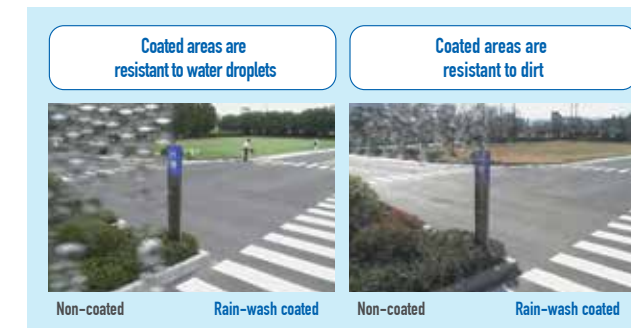 Coated areas are
resistant to water droplets
Coated areas are
resistant to dirt
Non-coated
Rain-wash coated
Non-coated
Rain-wash coated